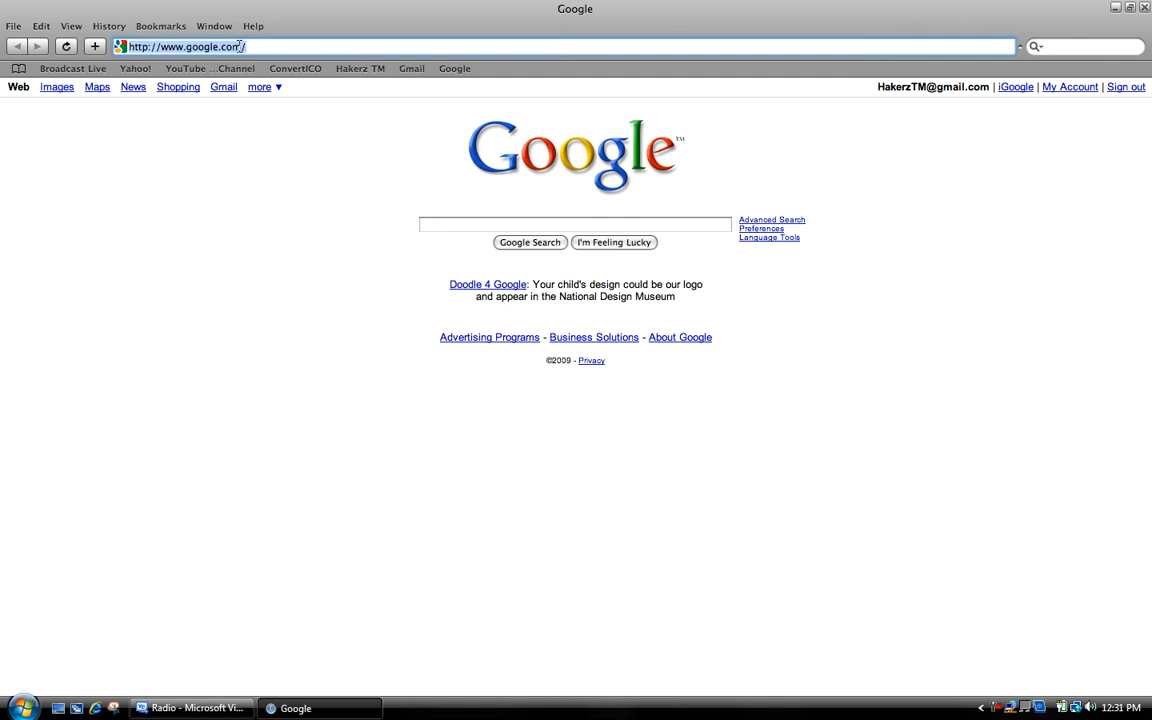 Google
File Edit View History Bookmarks Window Help
http://www.google.com/
Broadcast Live Yahoo! YouTube ...Channel ConvertICO Hakerz TM Gmail Google
Web Images Maps News Shopping Gmail more ▼ HakerzTM@gmail.com | iGoogle | My Account | Sign out
Google™
Advanced Search
Preferences
Language Tools
Google Search I'm Feeling Lucky
Doodle 4 Google: Your child's design could be our logo
and appear in the National Design Museum
Advertising Programs - Business Solutions - About Google
©2009 - Privacy
Radio - Microsoft Vi... Google 12:31 PM